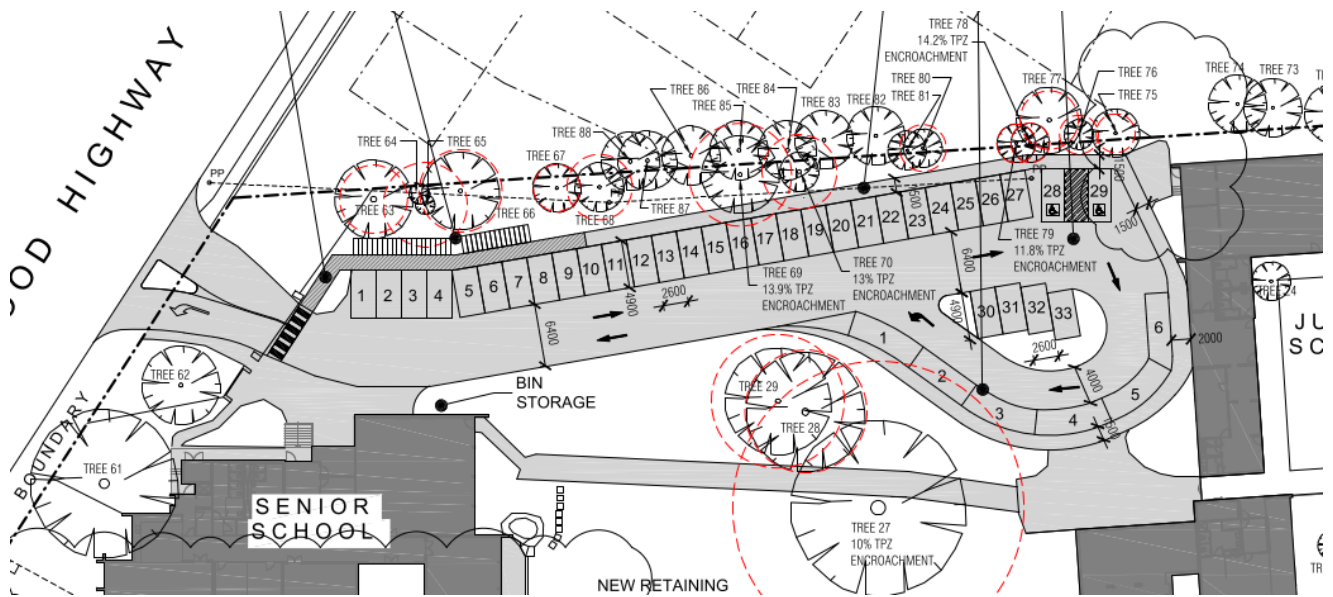 OOD HIGHWAY
BOUNDARY
PP
TREE 78
14.2% TPZ
ENCROACHMENT
TREE 77
TREE 76
TREE 75
TREE 74
TREE 73
TREE 80
TREE 81
TREE 82
TREE 83
TREE 84
TREE 85
TREE 86
TREE 88
TREE 87
TREE 64
TREE 65
TREE 67
TREE 63
TREE 66
TREE 68
1
2
3
4
5
6
7
8
9
10
11
12
13
14
15
16
17
18
19
20
21
22
23
24
25
26
27
28
29
1500
1500
TREE 79
11.8% TPZ
ENCROACHMENT
TREE 69
13.9% TPZ
ENCROACHMENT
TREE 70
13% TPZ
ENCROACHMENT
6400
4900
2600
6400
4900
30
31
32
33
2600
4000
1
2
3
4
5
6
2000
TREE 24
JU
SC
TREE 62
TREE 61
BIN
STORAGE
TREE 29
TREE 28
TREE 27
10% TPZ
ENCROACHMENT
SENIOR
SCHOOL
NEW RETAINING